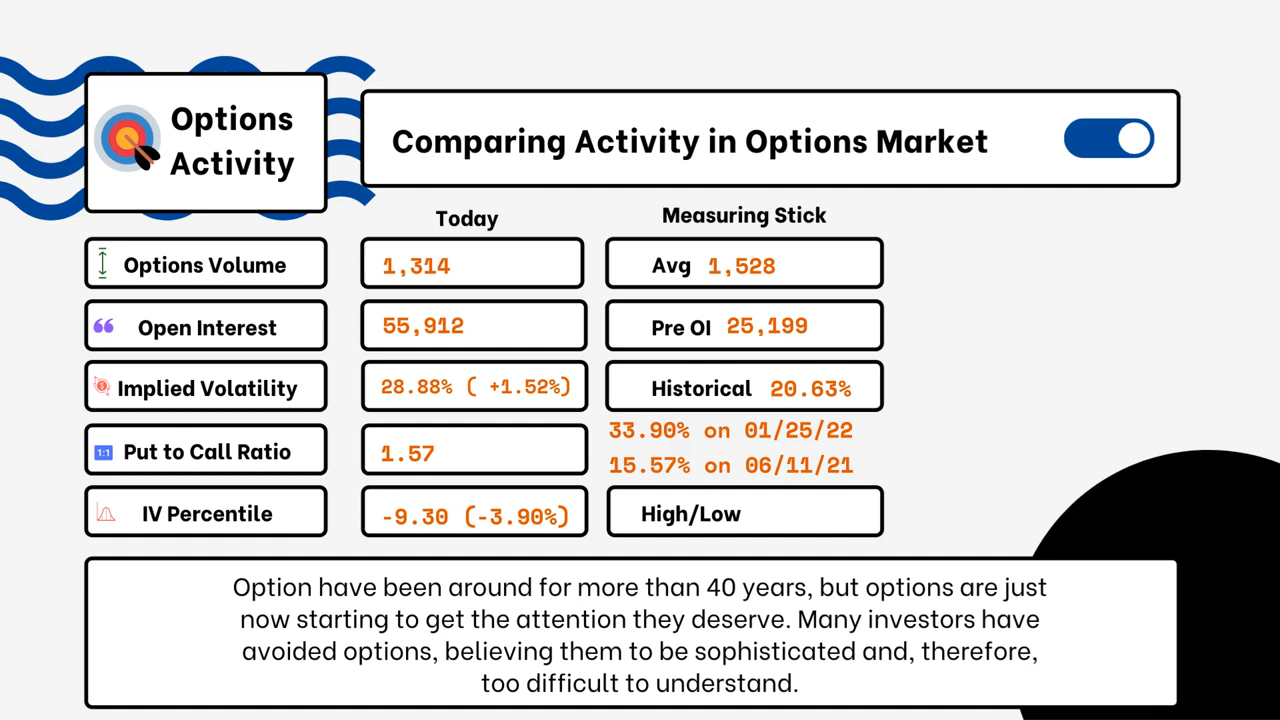 Options
Activity
Comparing Activity in Options Market
Today
Measuring Stick
Options Volume
1,314
Avg 1,528
Open Interest
55,912
Pre OI 25,199
Implied Volatility
28.88% ( +1.52%)
Historical 20.63%
33.90% on 01/25/22
Put to Call Ratio
1.57
15.57% on 06/11/21
1:1
IV Percentile
-9.30 (-3.90%)
High/Low
Option have been around for more than 40 years, but options are just
now starting to get the attention they deserve. Many investors have
avoided options, believing them to be sophisticated and, therefore,
too difficult to understand.